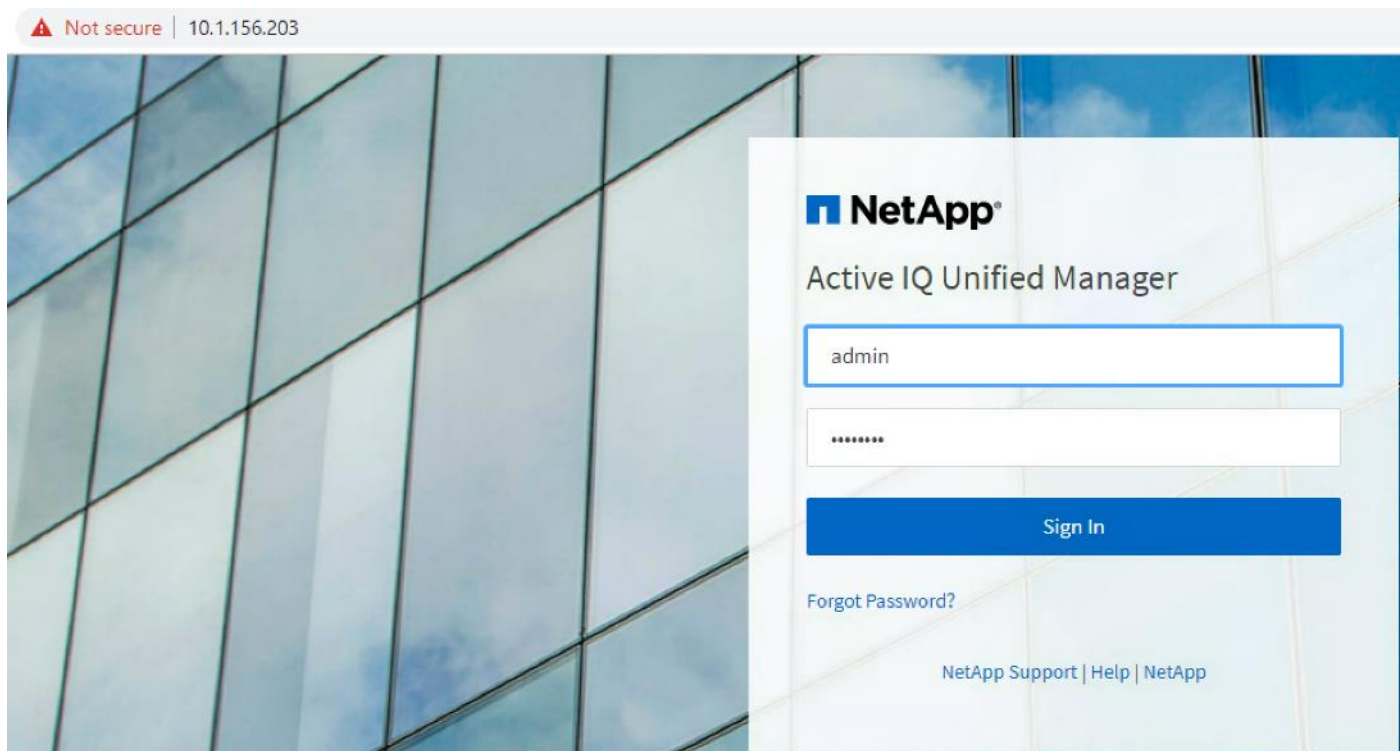 Not secure | 10.1.156.203
NetApp®
Active IQ Unified Manager
admin
••••••••
Sign In
Forgot Password?
NetApp Support | Help | NetApp